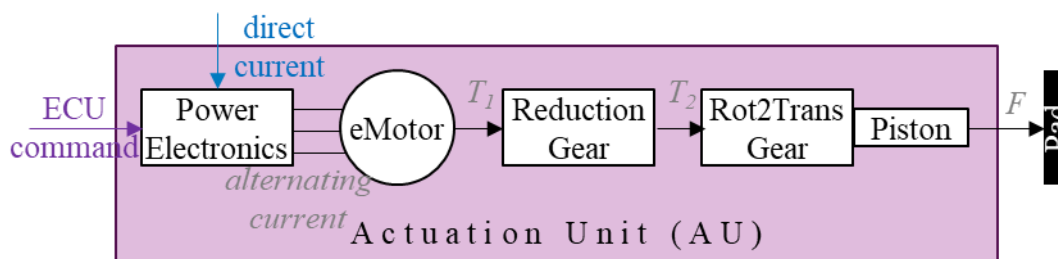 direct
current
ECU
command
Power
Electronics
alternating
current
eMotor
T1
Reduction
Gear
T2
Rot2Trans
Gear
Piston
F
Pad
Actuation Unit (AU)